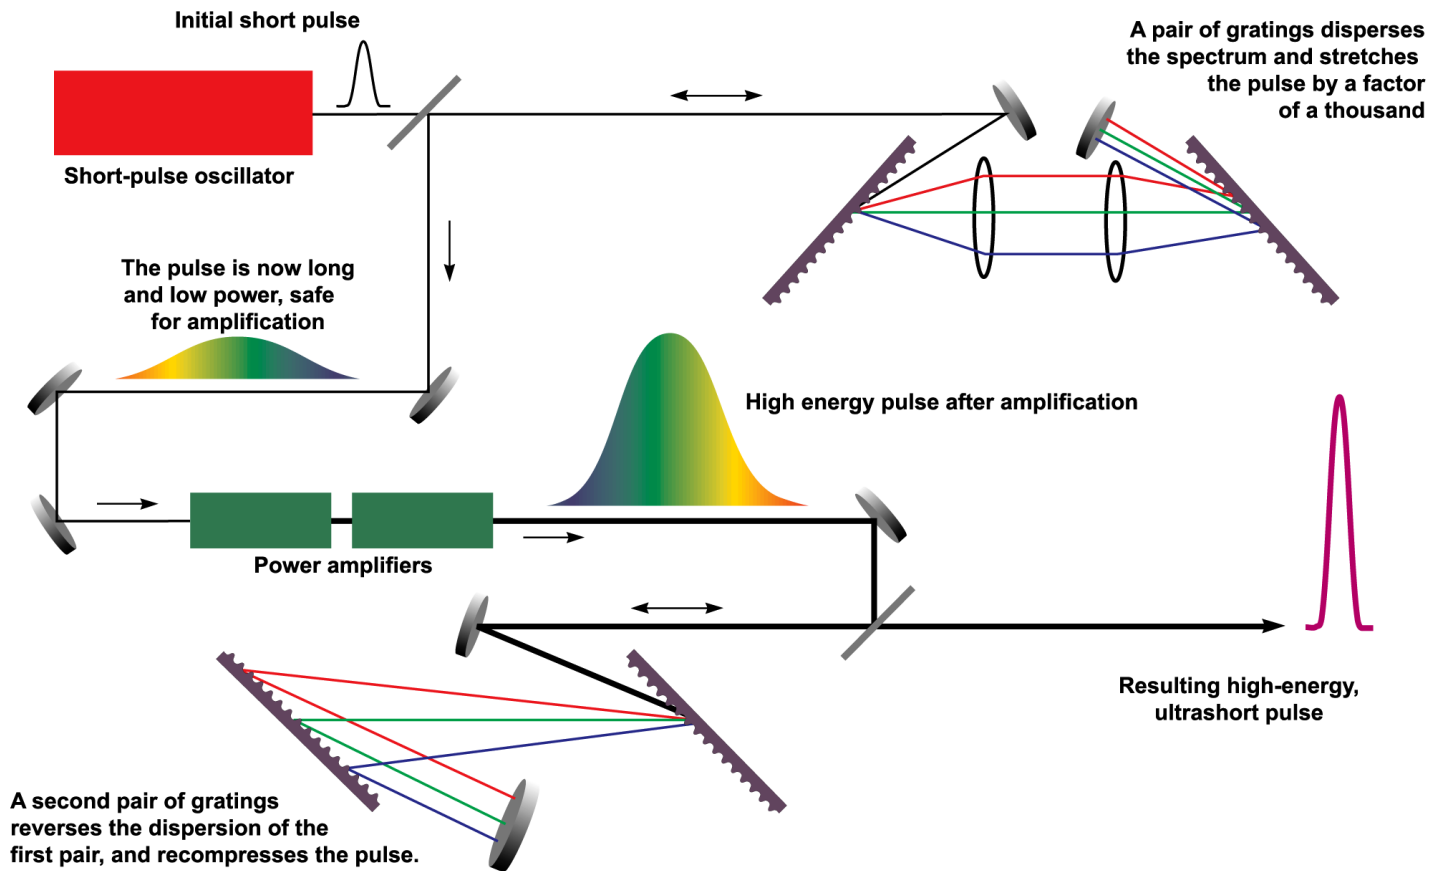 Initial short pulse
A pair of gratings disperses
the spectrum and stretches
the pulse by a factor
of a thousand
Short-pulse oscillator
The pulse is now long
and low power, safe
for amplification
High energy pulse after amplification
Power amplifiers
Resulting high-energy,
ultrashort pulse
A second pair of gratings
reverses the dispersion of the
first pair, and recompresses the pulse.